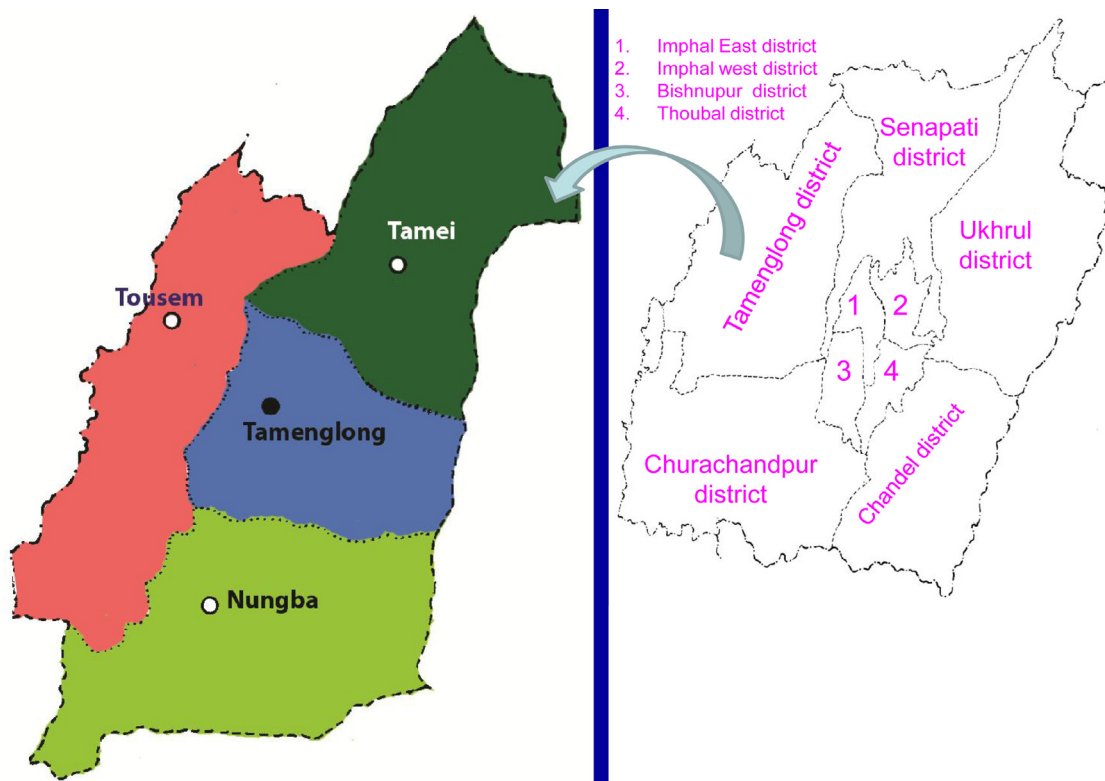 Tamei
Tousem
Tamenglong
Nungba
1. Imphal East district
2. Imphal west district
3. Bishnupur district
4. Thoubal district
Senapati
district
Tamenglong district
Ukhrul
district
1
2
3
4
Churachandpur
district
Chandel district